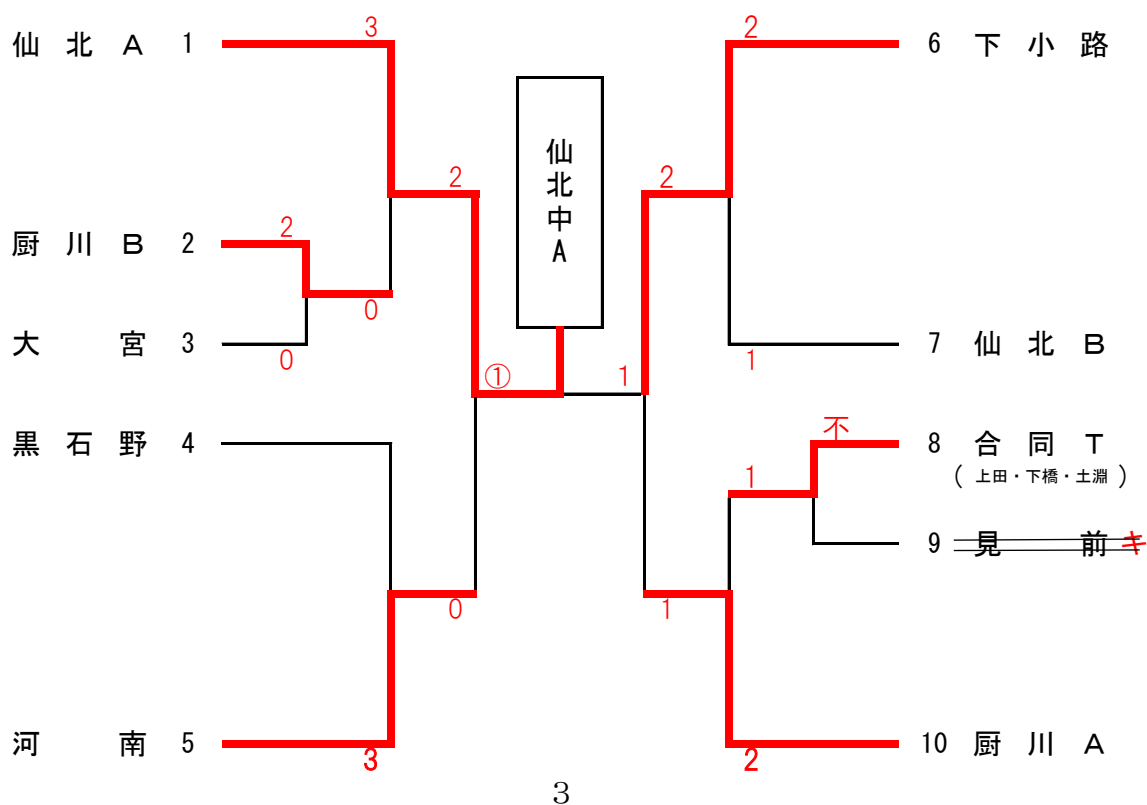 仙 北 A 1
3
2
6 下 小 路
仙北中A
2
2
厨 川 B 2
2
0
大 宮 3
0
7 仙 北 B
1
①
1
黒 石 野 4
不
8 合 同 T
( 上田・下橋・土淵 )
1
9 見 前 キ
0
1
河 南 5
3
2
10 厨 川 A
3